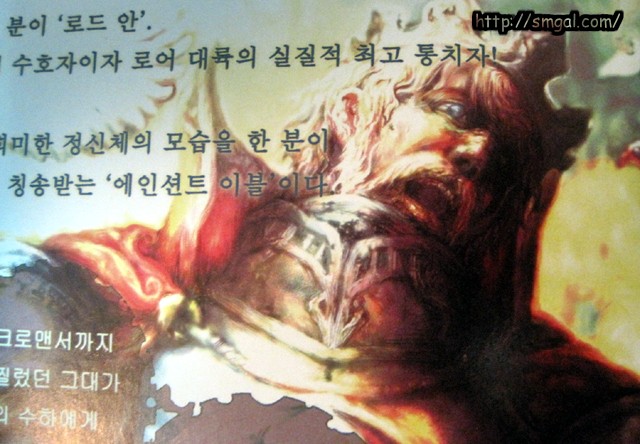 http://smgal.com/
분이 '로드 안'.
수호자이자 로어 대륙의 실질적 최고 통치자!
희미한 정신체의 모습을 한 분이
칭송받는 '에인션트 이블'이다
크로맨서까지
찔렀던 그대가
의 수하에게